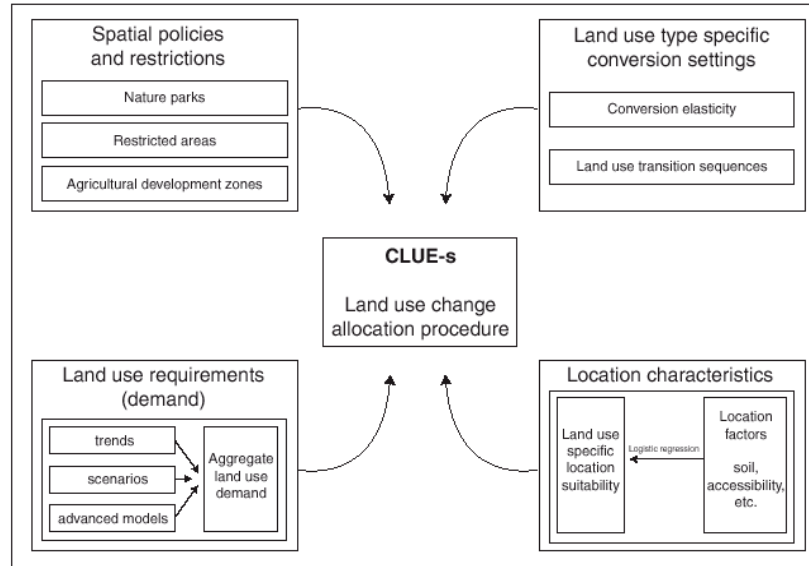 Spatial policies
and restrictions
Nature parks
Restricted areas
Agricultural development zones
Land use type specific
conversion settings
Conversion elasticity
Land use transition sequences
CLUE-s
Land use change
allocation procedure
Land use requirements
(demand)
trends
scenarios
advanced models
Aggregate
land use
demand
Location characteristics
Land use
specific
location
suitability
Logistic regression
Location
factors
soil,
accessibility,
etc.